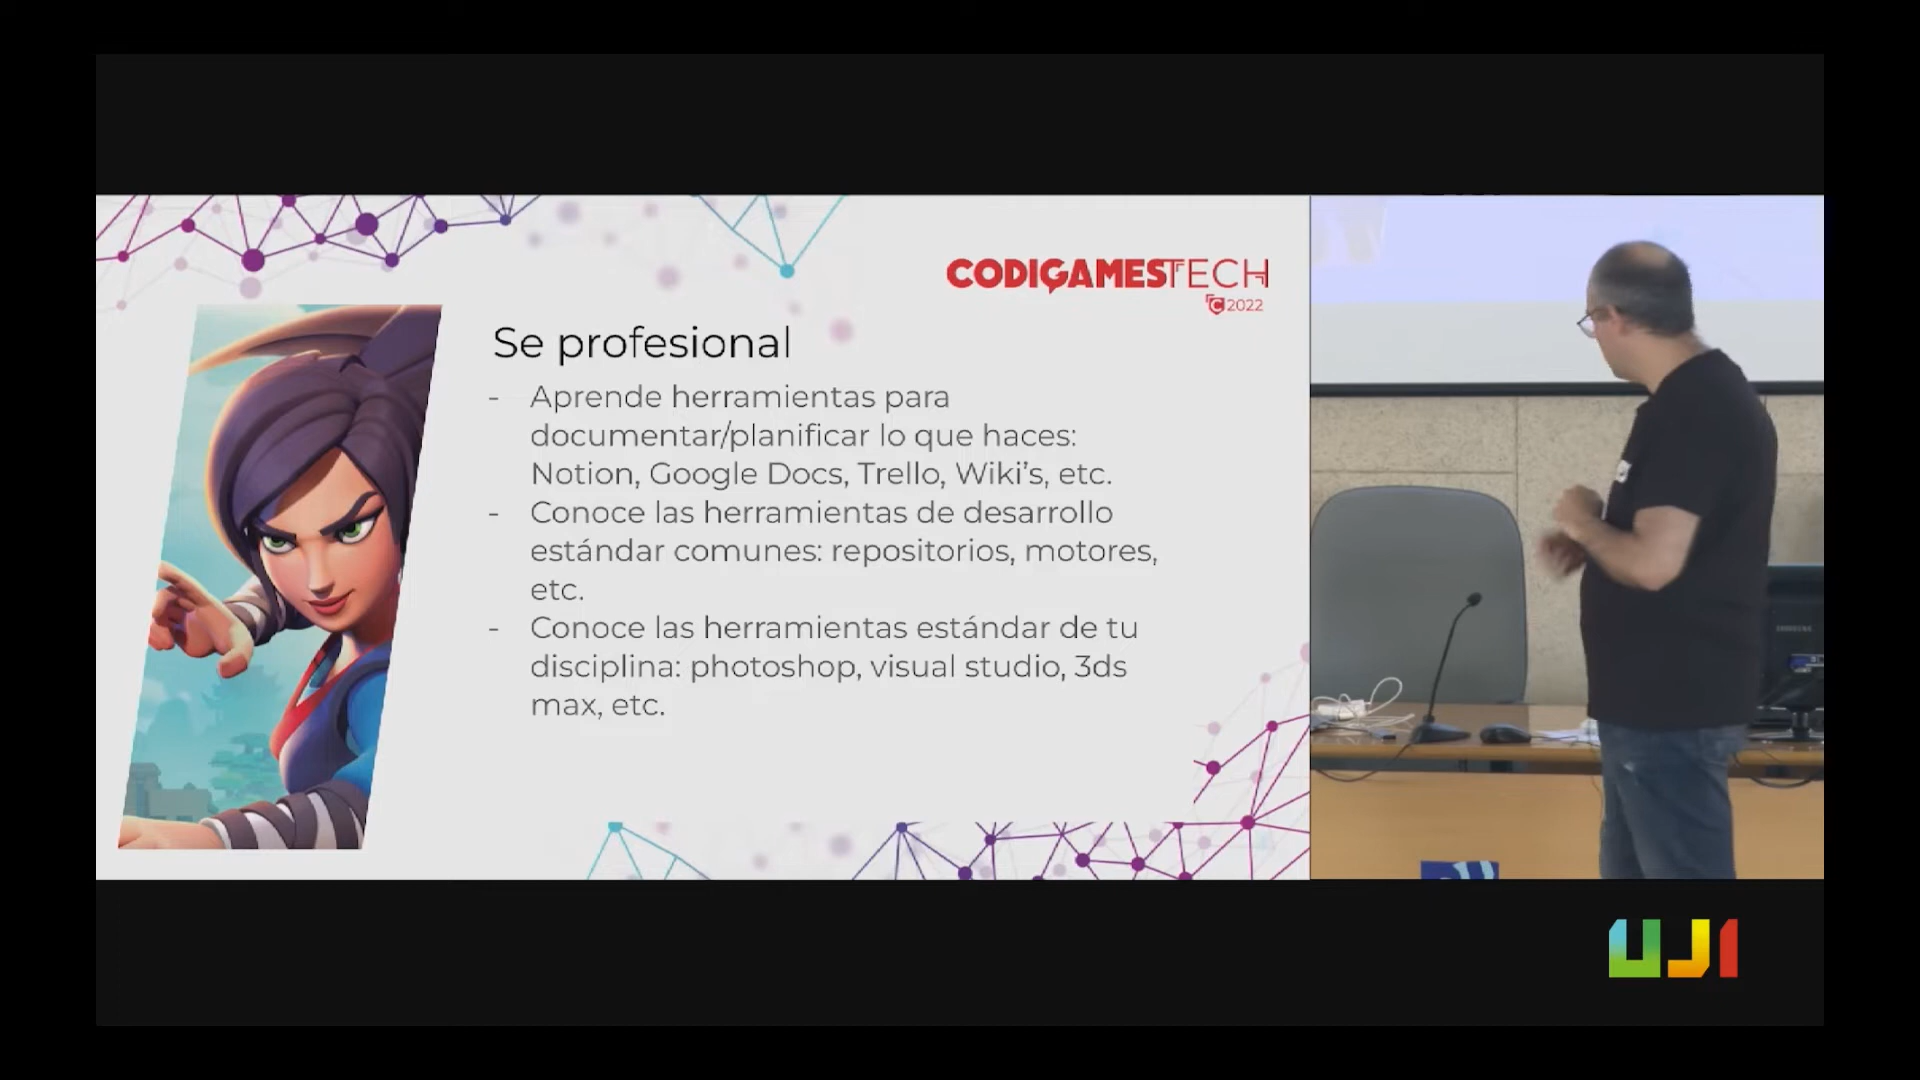 CODIGAMESTECH
C 2022
Se profesional
- Aprende herramientas para
documentar/planificar lo que haces:
Notion, Google Docs, Trello, Wiki's, etc.
- Conoce las herramientas de desarrollo
estándar comunes: repositorios, motores,
etc.
- Conoce las herramientas estándar de tu
disciplina: photoshop, visual studio, 3ds
max, etc.
SAMSUNG
UJI